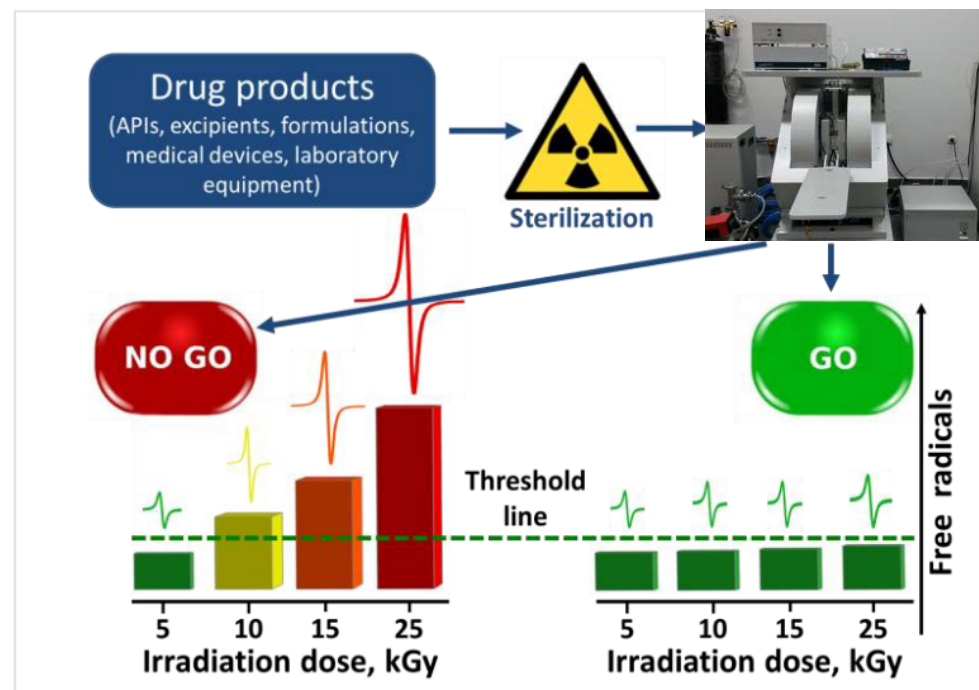 Drug products
(APIs, excipients, formulations,
medical devices, laboratory
equipment)
Sterilization
NO GO
GO
Threshold
line
Free radicals
5 10 15 25
Irradiation dose, kGy
5 10 15 25
Irradiation dose, kGy